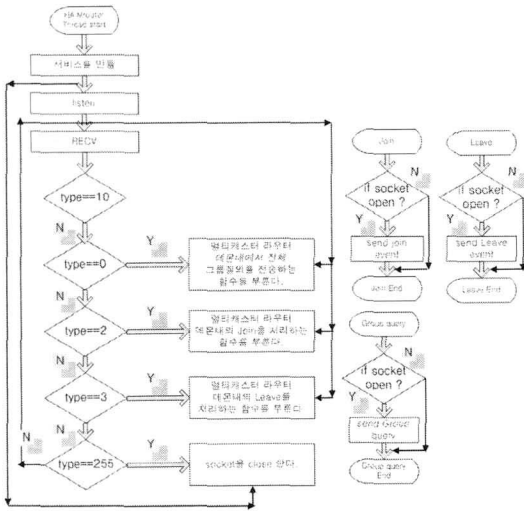 Thread start
서비스를 만듦
listen
RECV
type==10
N
type==0
Y
멀티캐스터 라우터
데몬내에서 전체
그룹질의를 전송하는
함수를 부른다.
N
type==2
Y
멀티캐스터 라우터
데몬내의 Join을 처리하는
함수를 부른다.
N
type==3
Y
멀티캐스터 라우터
데몬내의 Leave를
처리하는 함수를 부른다
N
type==255
Y
socket을 close 한다.
N
Join
if socket
open ?
N
Y
send join
event
Join End
Leave
if socket
open ?
N
Y
send Leave
event
Leave End
Group query
if socket
open ?
N
Y
send Group
query
Group query
End